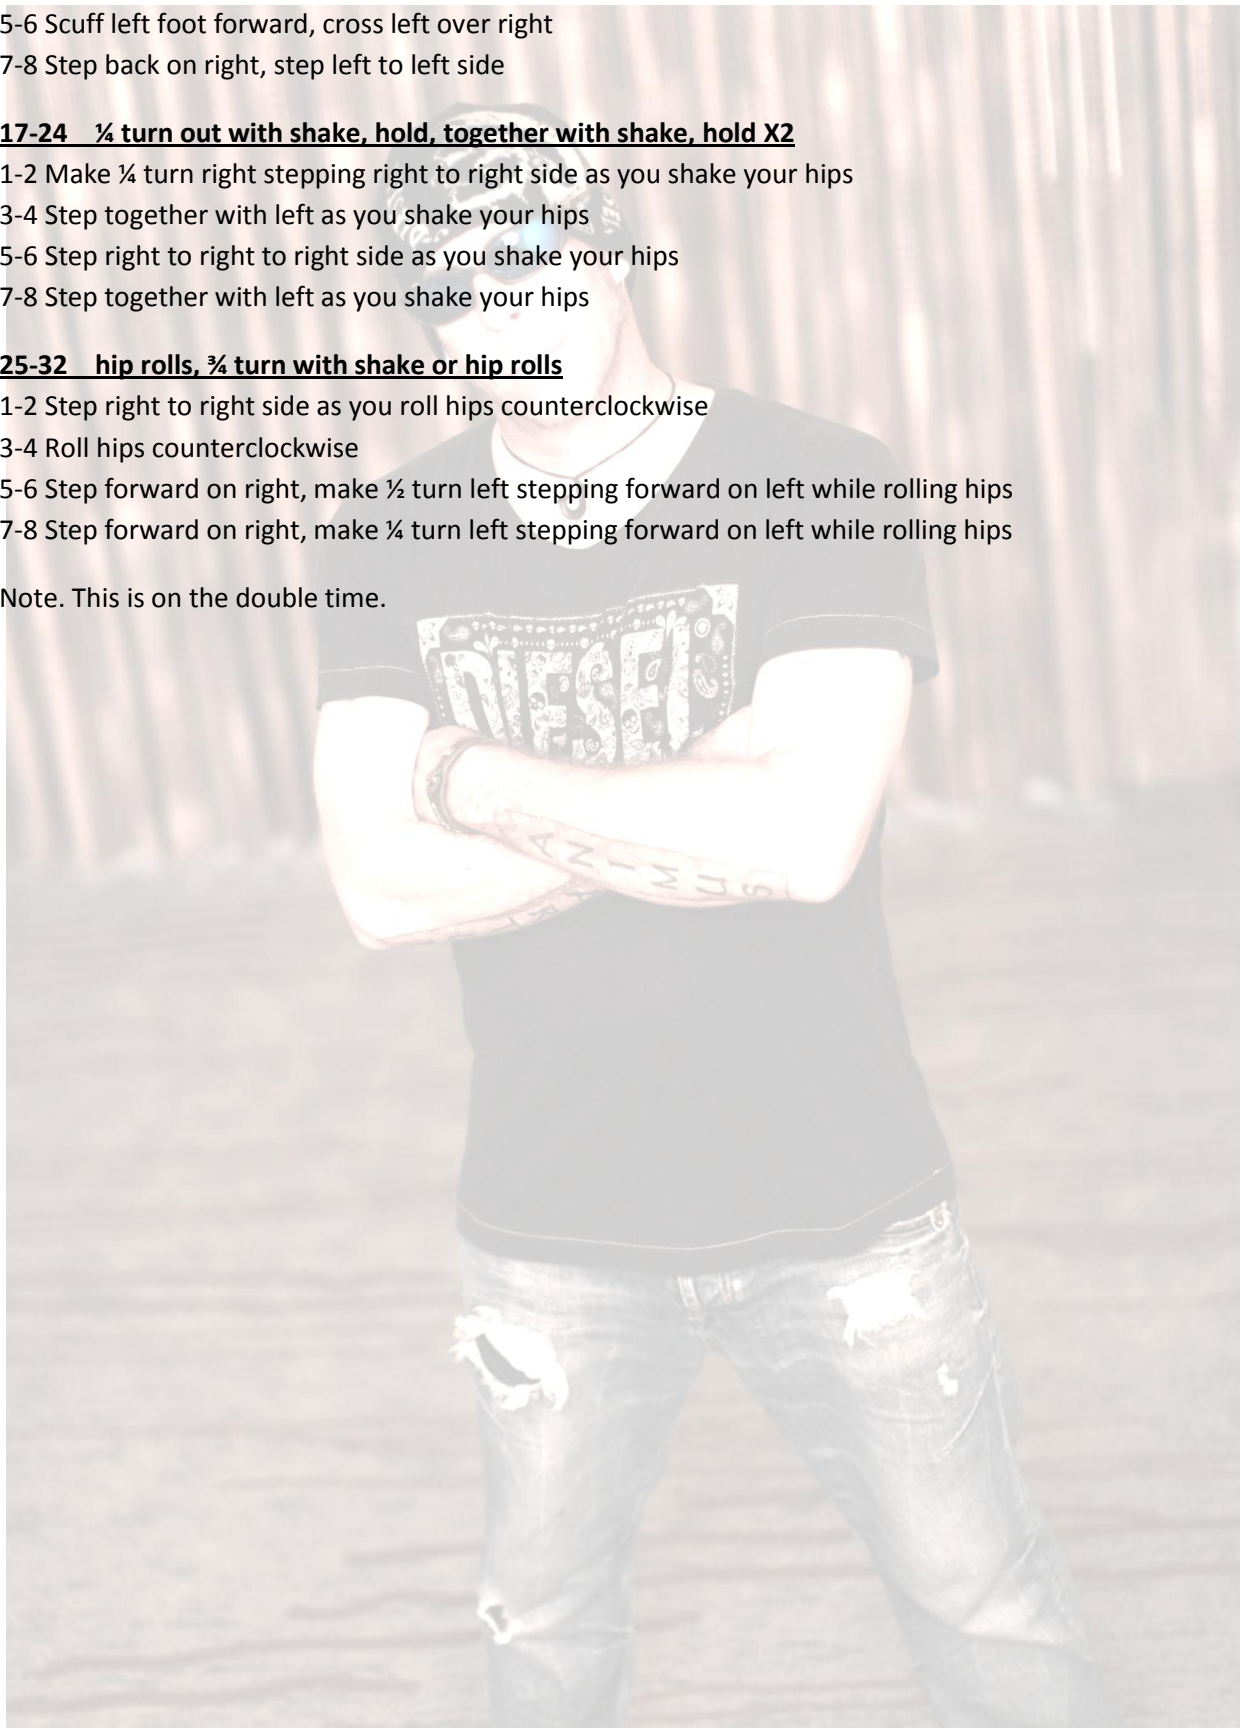 5-6 Scuff left foot forward, cross left over right
7-8 Step back on right, step left to left side
17-24 ¼ turn out with shake, hold, together with shake, hold X2
1-2 Make ¼ turn right stepping right to right side as you shake your hips
3-4 Step together with left as you shake your hips
5-6 Step right to right to right side as you shake your hips
7-8 Step together with left as you shake your hips
25-32 hip rolls, ¾ turn with shake or hip rolls
1-2 Step right to right side as you roll hips counterclockwise
3-4 Roll hips counterclockwise
5-6 Step forward on right, make ½ turn left stepping forward on left while rolling hips
7-8 Step forward on right, make ¼ turn left stepping forward on left while rolling hips
Note. This is on the double time.
DIESEL
ANIMUS